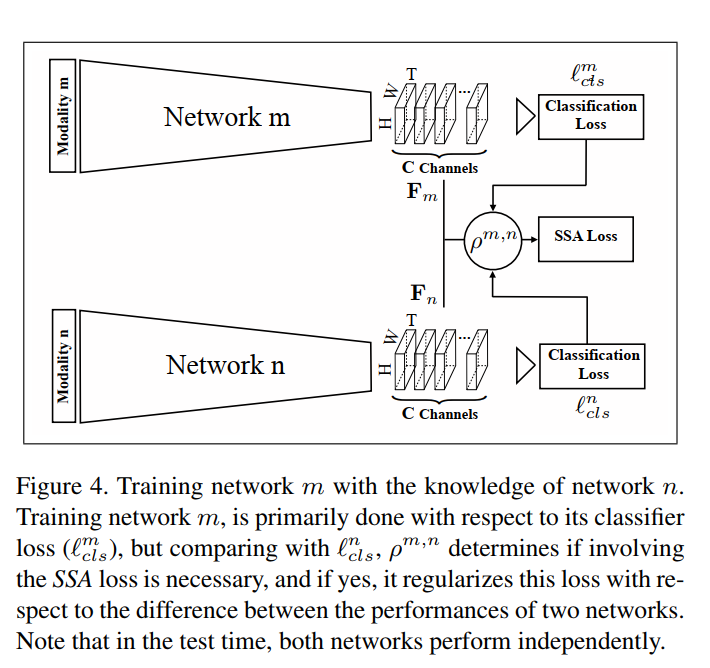 Modality m
Network m
T
W
H
...
C Channels
F_m
ℓ^m_cls
Classification
Loss
ρ^{m,n}
SSA Loss
F_n
Modality n
Network n
T
W
H
...
C Channels
Classification
Loss
ℓ^n_cls
Figure 4. Training network m with the knowledge of network n.
Training network m, is primarily done with respect to its classifier
loss (ℓ^m_cls), but comparing with ℓ^n_cls, ρ^{m,n} determines if involving
the SSA loss is necessary, and if yes, it regularizes this loss with re-
spect to the difference between the performances of two networks.
Note that in the test time, both networks perform independently.